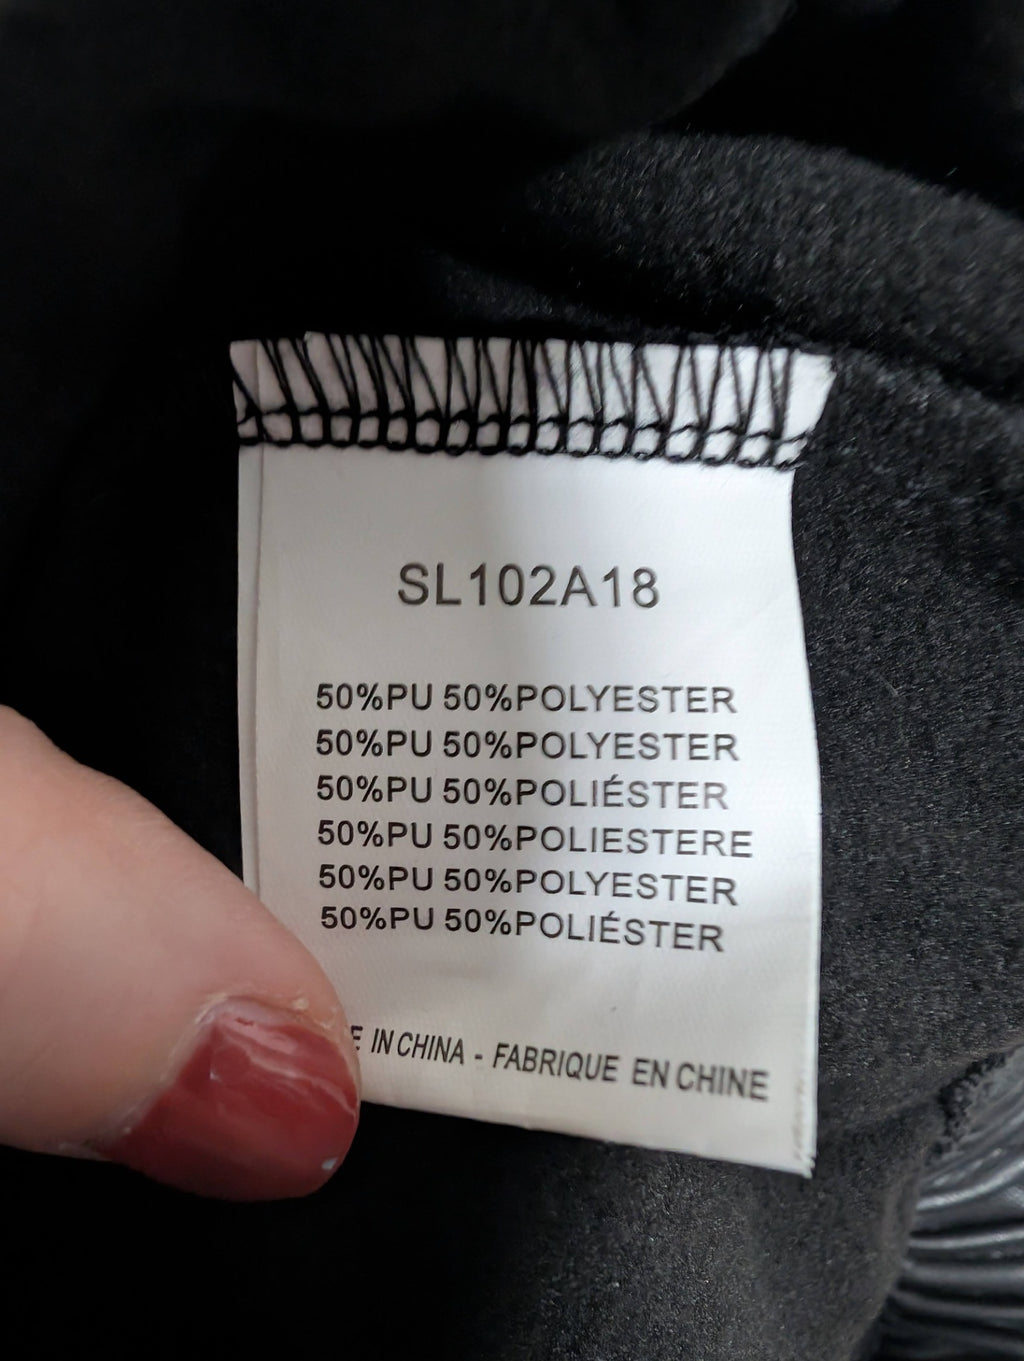 SL102A18
50%PU 50%POLYESTER
50%PU 50%POLYESTER
50%PU 50%POLIÉSTER
50%PU 50%POLIESTERE
50%PU 50%POLYESTER
50%PU 50%POLIÉSTER
IN CHINA - FABRIQUE EN CHINE